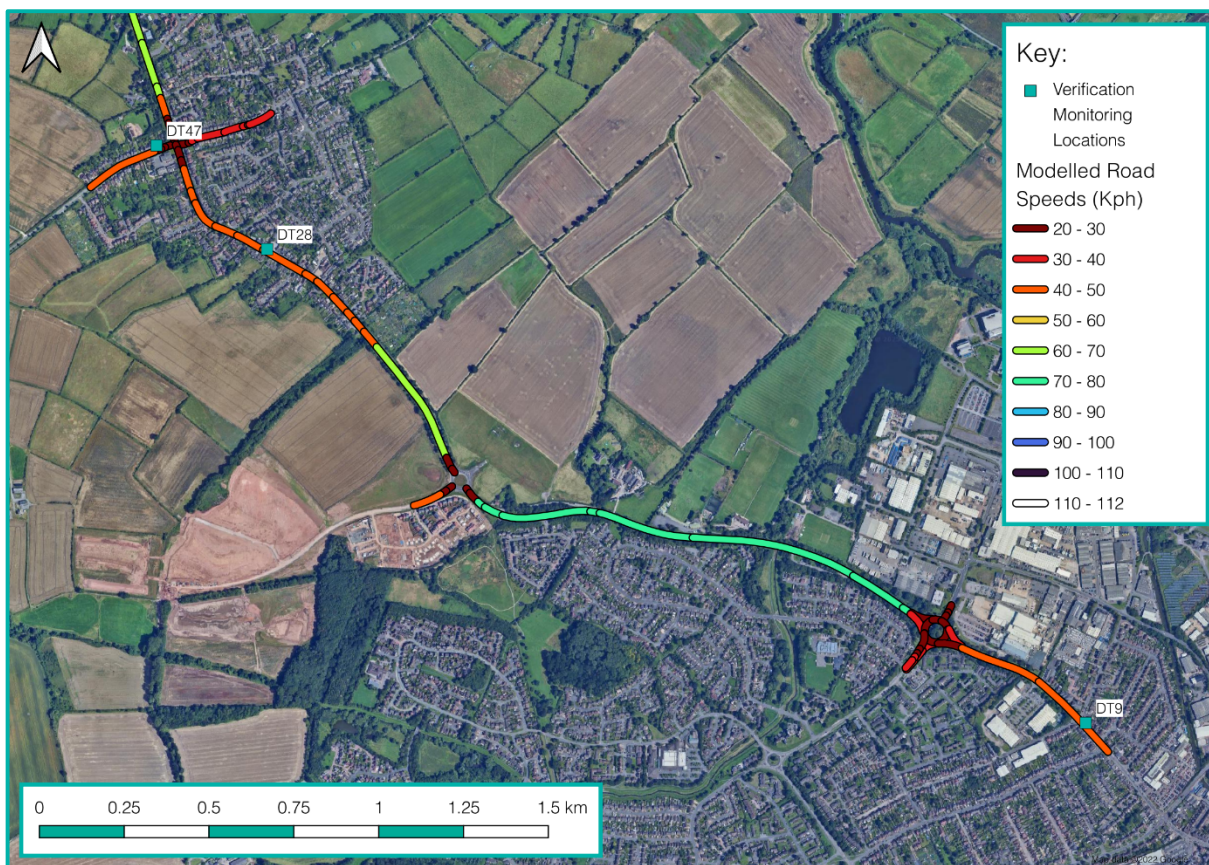 DT47
DT28
DT9
Key:
Verification
Monitoring
Locations
Modelled Road
Speeds (Kph)
20 - 30
30 - 40
40 - 50
50 - 60
60 - 70
70 - 80
80 - 90
90 - 100
100 - 110
110 - 112
0 0.25 0.5 0.75 1 1.25 1.5 km